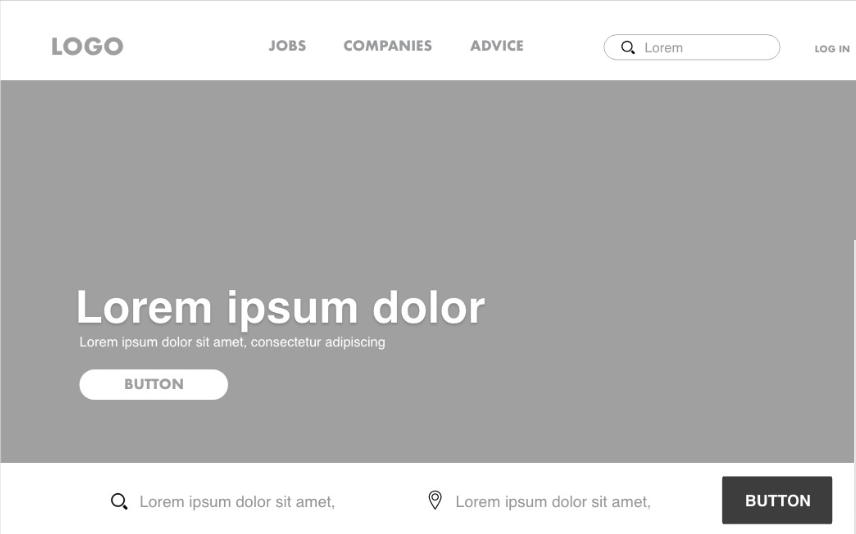 LOGO
JOBS COMPANIES ADVICE
Lorem
LOG IN
Lorem ipsum dolor
Lorem ipsum dolor sit amet, consectetur adipiscing
BUTTON
Lorem ipsum dolor sit amet,
Lorem ipsum dolor sit amet,
BUTTON